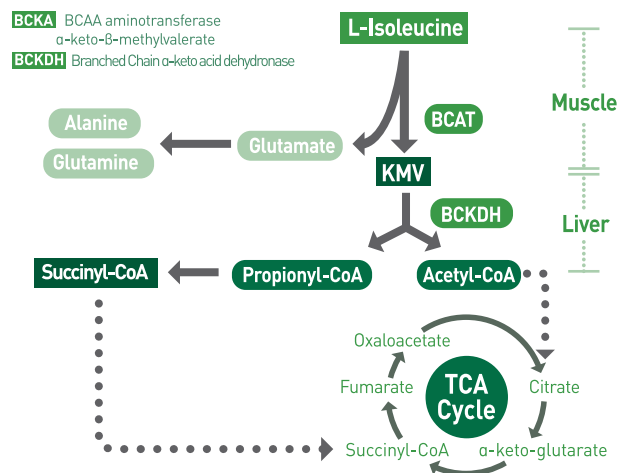 BCKA BCAA aminotransferase
α-keto-β-methylvalerate
BCKDH Branched Chain α-keto acid dehydronase
L-Isoleucine
Muscle
Alanine
Glutamine
Glutamate
BCAT
KMV
BCKDH
Liver
Succinyl-CoA
Propionyl-CoA
Acetyl-CoA
Oxaloacetate
Fumarate
TCA
Cycle
Citrate
Succinyl-CoA
α-keto-glutarate